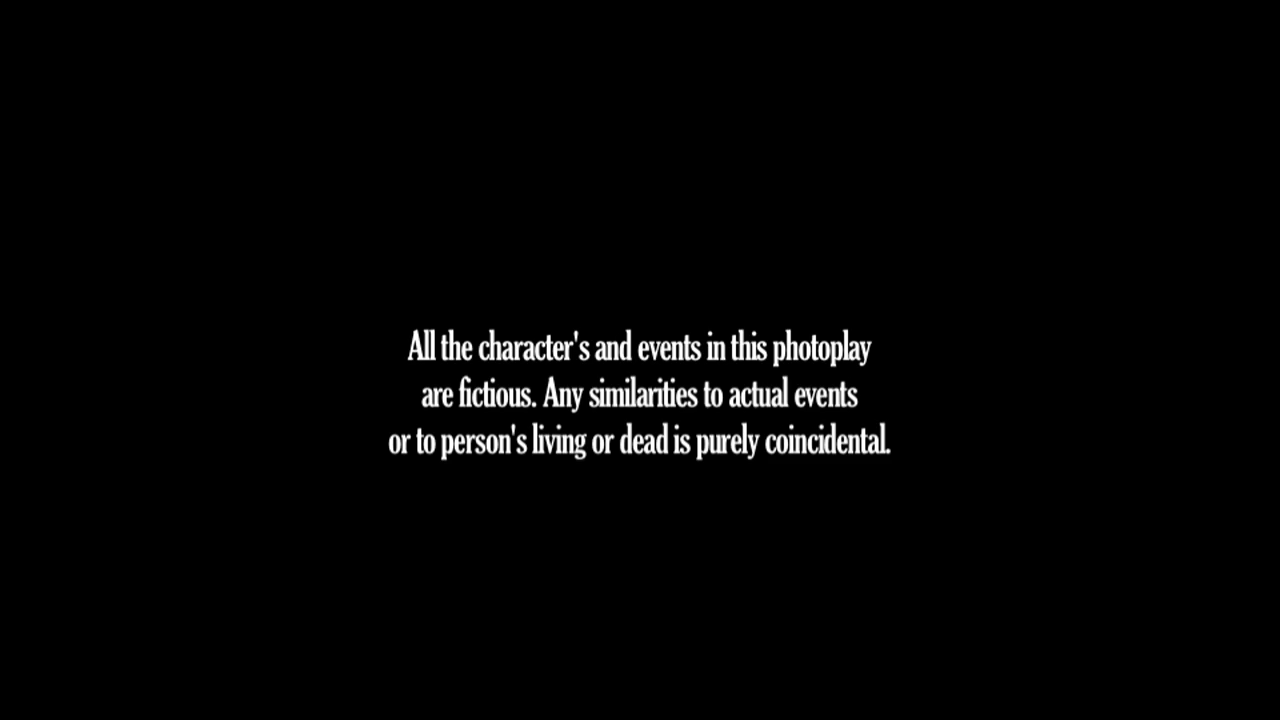 All the character's and events in this photoplay
are fictious. Any similarities to actual events
or to person's living or dead is purely coincidental.